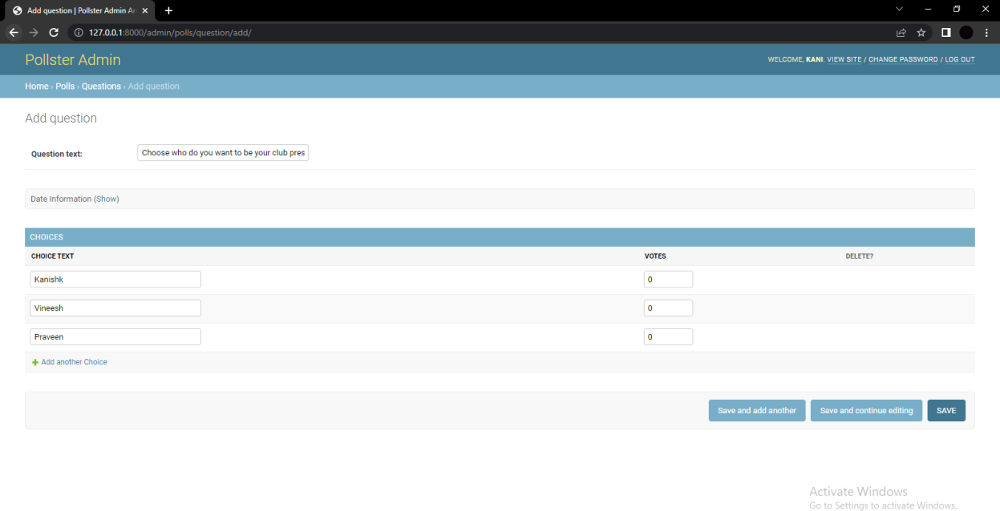 Add question | Pollster Admin Ar
127.0.0.1:8000/admin/polls/question/add/
Pollster Admin
WELCOME, KANI. VIEW SITE / CHANGE PASSWORD / LOG OUT
Home › Polls › Questions › Add question
Add question
Question text: Choose who do you want to be your club pres
Date Information (Show)
CHOICES
CHOICE TEXT VOTES DELETE?
Kanishk 0
Vineesh 0
Praveen 0
Add another Choice
Save and add another Save and continue editing SAVE
Activate Windows
Go to Settings to activate Windows.